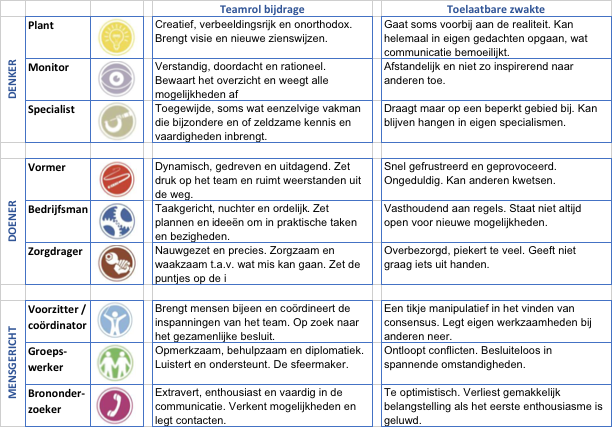 Teamrol bijdrage
Toelaatbare zwakte
DENKER
Plant
Creatief, verbeeldingsrijk en onorthodox.
Brengt visie en nieuwe zienswijzen.
Gaat soms voorbij aan de realiteit. Kan
helemaal in eigen gedachten opgaan, wat
communicatie bemoeilijkt.
Monitor
Verstandig, doordacht en rationeel.
Bewaart het overzicht en weegt alle
mogelijkheden af
Afstandelijk en niet zo inspirerend naar
anderen toe.
Specialist
Toegewijde, soms wat eenzelvige vakman
die bijzondere en of zeldzame kennis en
vaardigheden inbrengt.
Draagt maar op een beperkt gebied bij. Kan
blijven hangen in eigen specialismen.
DOENER
Vormer
Dynamisch, gedreven en uitdagend. Zet
druk op het team en ruimt weerstanden uit
de weg.
Snel gefrustreerd en geprovoceerd.
Ongeduldig. Kan anderen kwetsen.
Bedrijfsman
Taakgericht, nuchter en ordelijk. Zet
plannen en ideeën om in praktische taken
en bezigheden.
Vasthoudend aan regels. Staat niet altijd
open voor nieuwe mogelijkheden.
Zorgdrager
Nauwgezet en precies. Zorgzaam en
waakzaam t.a.v. wat mis kan gaan. Zet de
puntjes op de i
Overbezorgd, piekert te veel. Geeft niet
graag iets uit handen.
MENSGERICHT
Voorzitter /
coördinator
Brengt mensen bijeen en coördineert de
inspanningen van het team. Op zoek naar
het gezamenlijke besluit.
Een tikje manipulatief in het vinden van
consensus. Legt eigen werkzaamheden bij
anderen neer.
Groeps-
werker
Opmerkzaam, behulpzaam en diplomatiek.
Luistert en ondersteunt. De sfeermaker.
Ontloopt conflicten. Besluiteloos in
spannende omstandigheden.
Brononder-
zoeker
Extravert, enthousiast en vaardig in de
communicatie. Verkent mogelijkheden en
legt contacten.
Te optimistisch. Verliest gemakkelijk
belangstelling als het eerste enthousiasme is
geluwd.